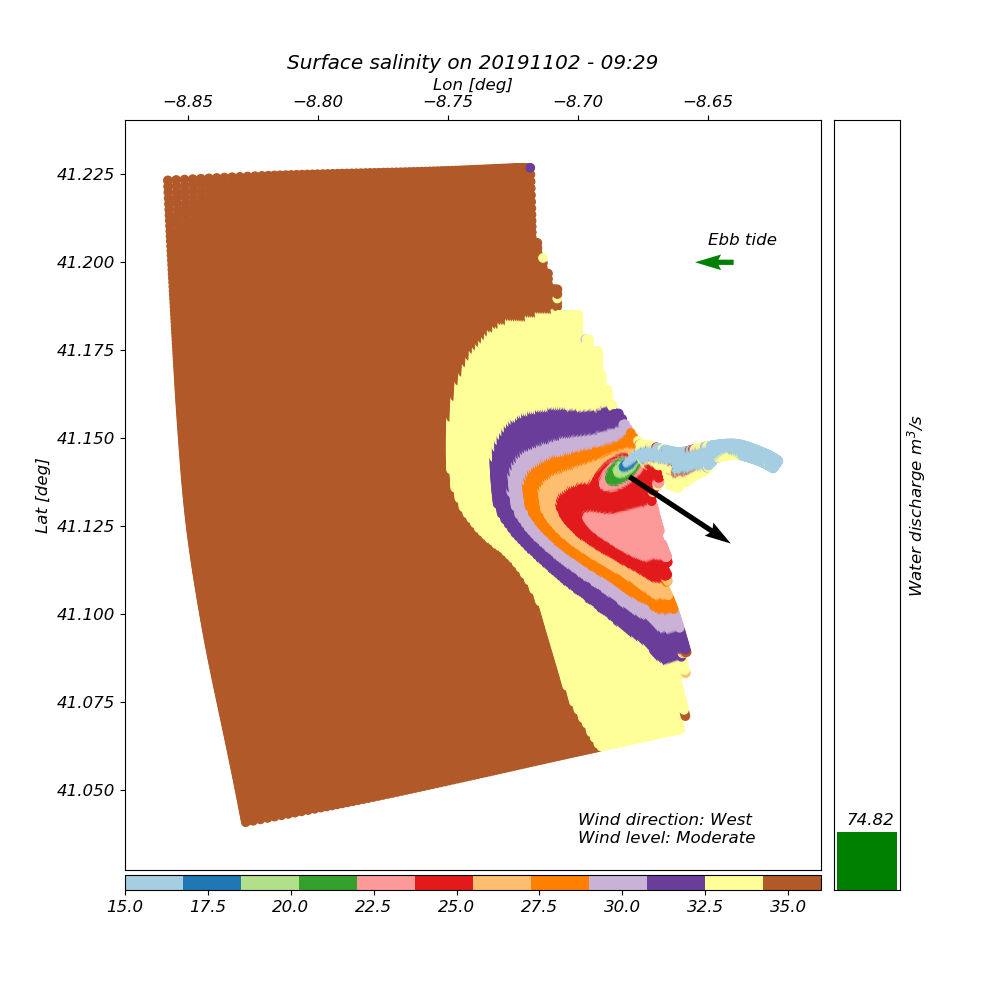 Surface salinity on 20191102 - 09:29
Lon [deg]
−8.85 −8.80 −8.75 −8.70 −8.65
41.225
41.200
41.175
41.150
41.125
41.100
41.075
41.050
Lat [deg]
Ebb tide
Wind direction: West
Wind level: Moderate
74.82
Water discharge m³/s
15.0 17.5 20.0 22.5 25.0 27.5 30.0 32.5 35.0